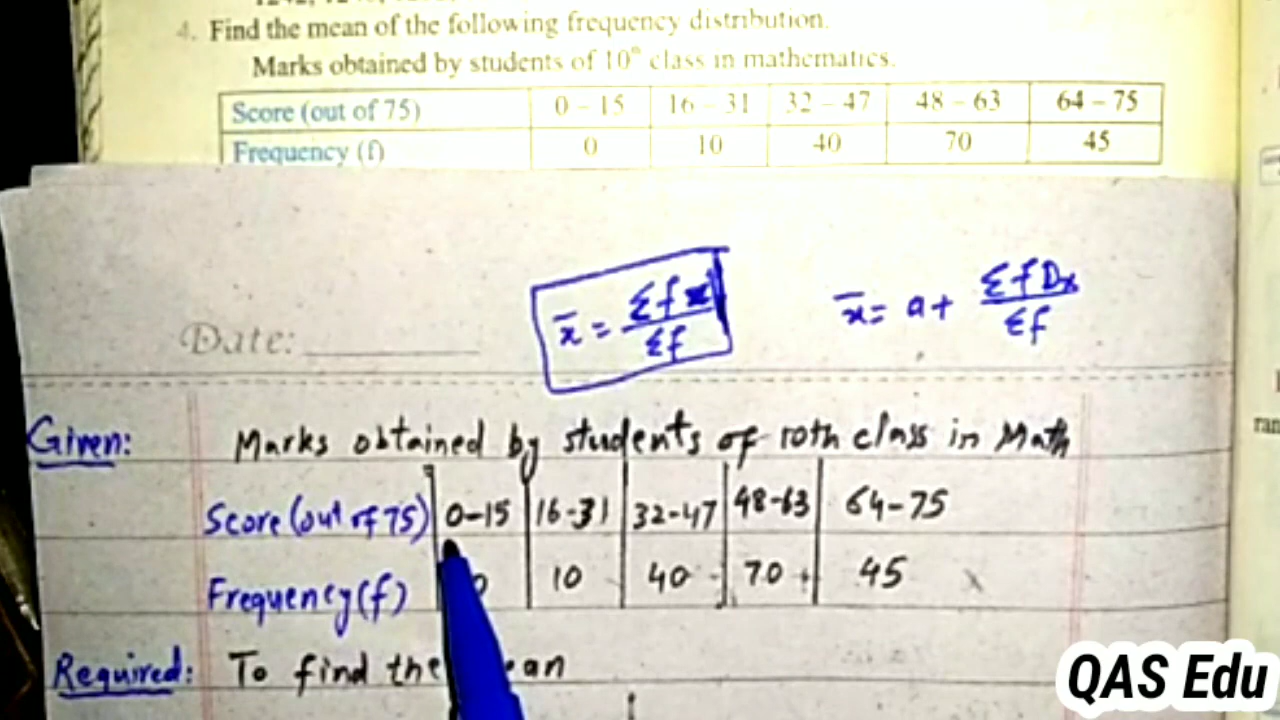 4. Find the mean of the following frequency distribution.
Marks obtained by students of 10th class in mathematics.
Score (out of 75) 0 – 15 16 – 31 32 – 47 48 – 63 64 – 75
Frequency (f) 0 10 40 70 45
x̄ = Σfx/Σf x̄ = a + ΣfDx/Σf
Date:
Given: Marks obtained by students of 10th class in Math
Score (out of 75) 0-15 16-31 32-47 48-63 64-75
Frequency (f) 10 40 70 45
Required: To find the
QAS Edu